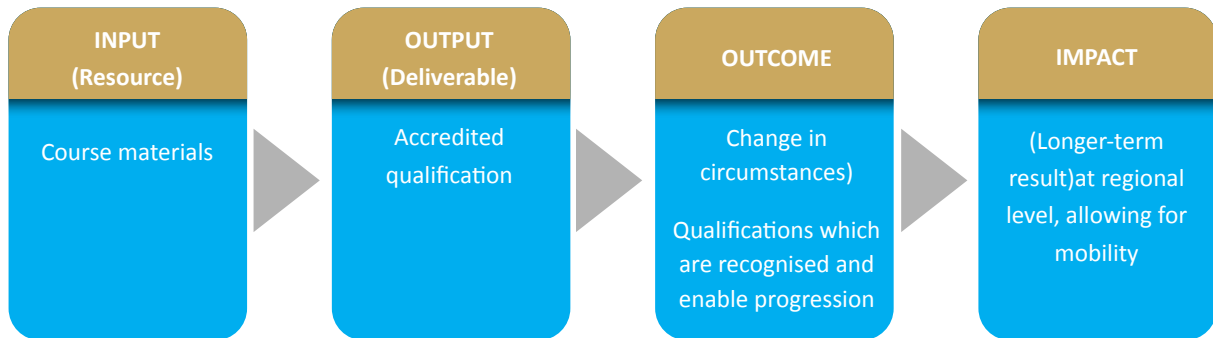 INPUT
(Resource)
Course materials
OUTPUT
(Deliverable)
Accredited
qualification
OUTCOME
Change in
circumstances)
Qualifications which
are recognised and
enable progression
IMPACT
(Longer-term
result)at regional
level, allowing for
mobility